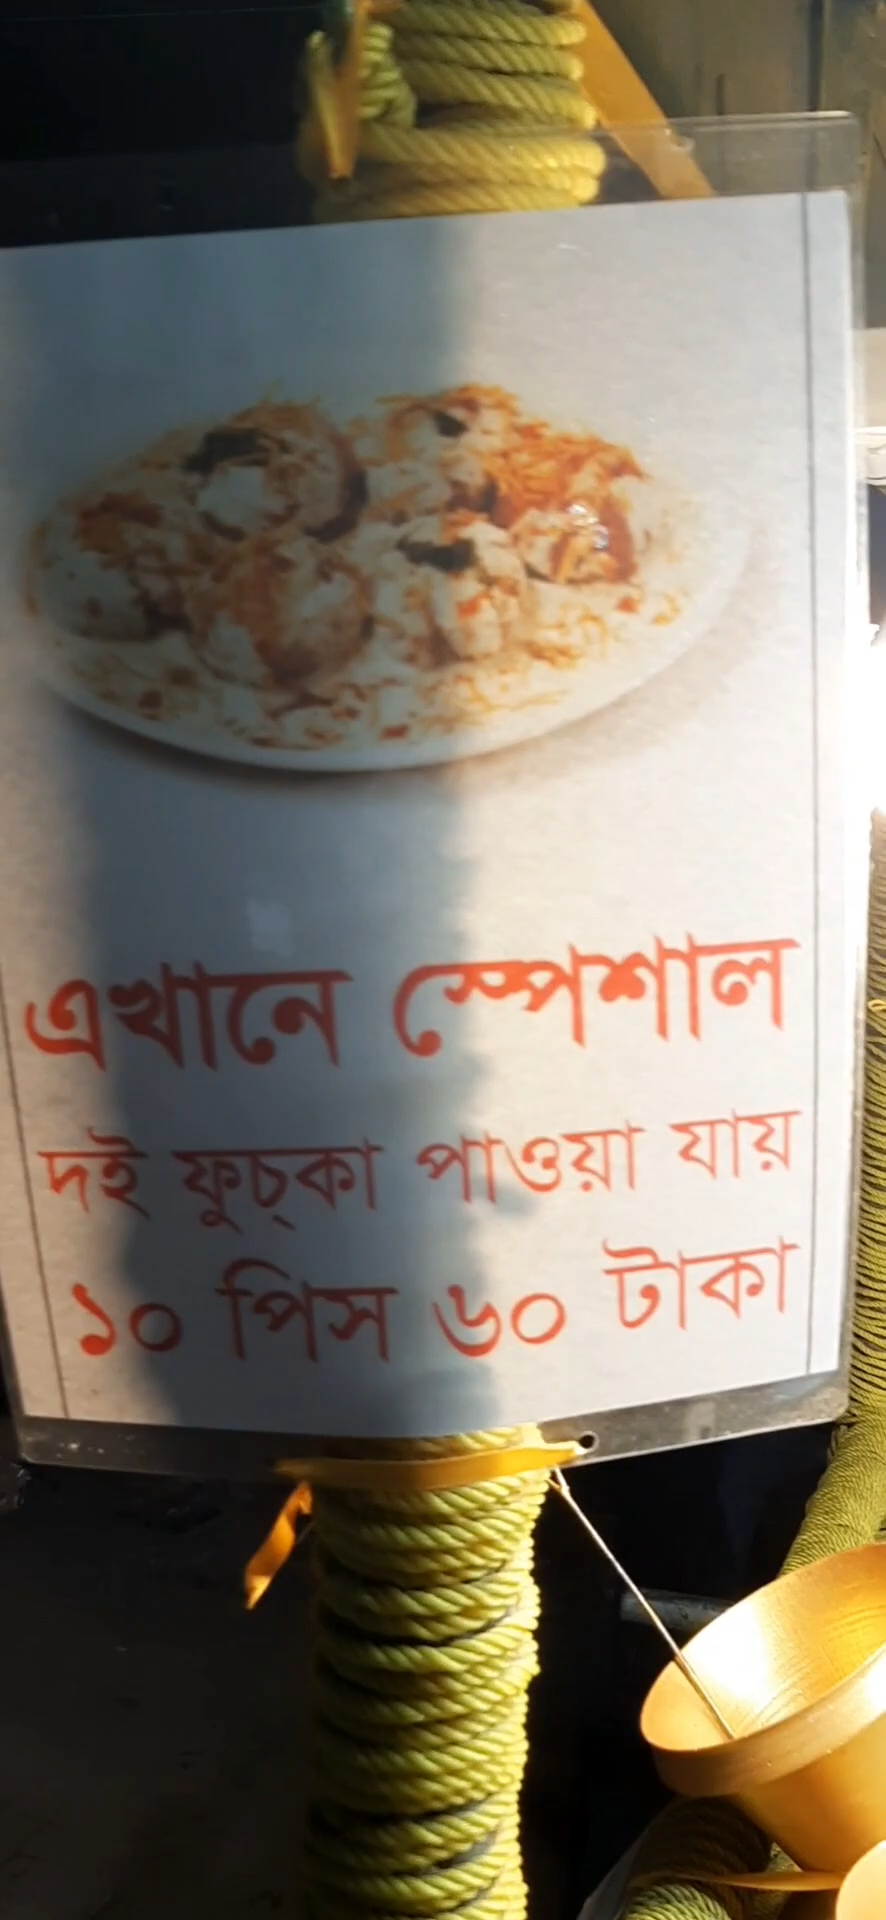 এখানে স্পেশাল
দই ফুচ্‌কা পাওয়া যায়
১০ পিস ৬০ টাকা